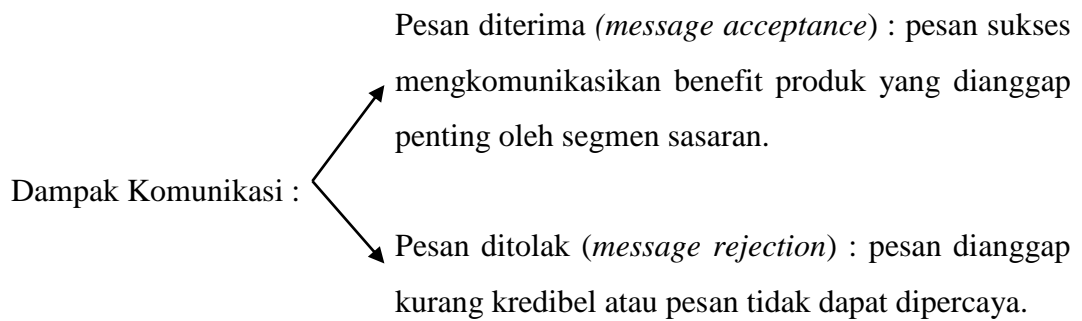 Pesan diterima (message acceptance) : pesan sukses
mengkomunikasikan benefit produk yang dianggap
penting oleh segmen sasaran.
Dampak Komunikasi :
Pesan ditolak (message rejection) : pesan dianggap
kurang kredibel atau pesan tidak dapat dipercaya.